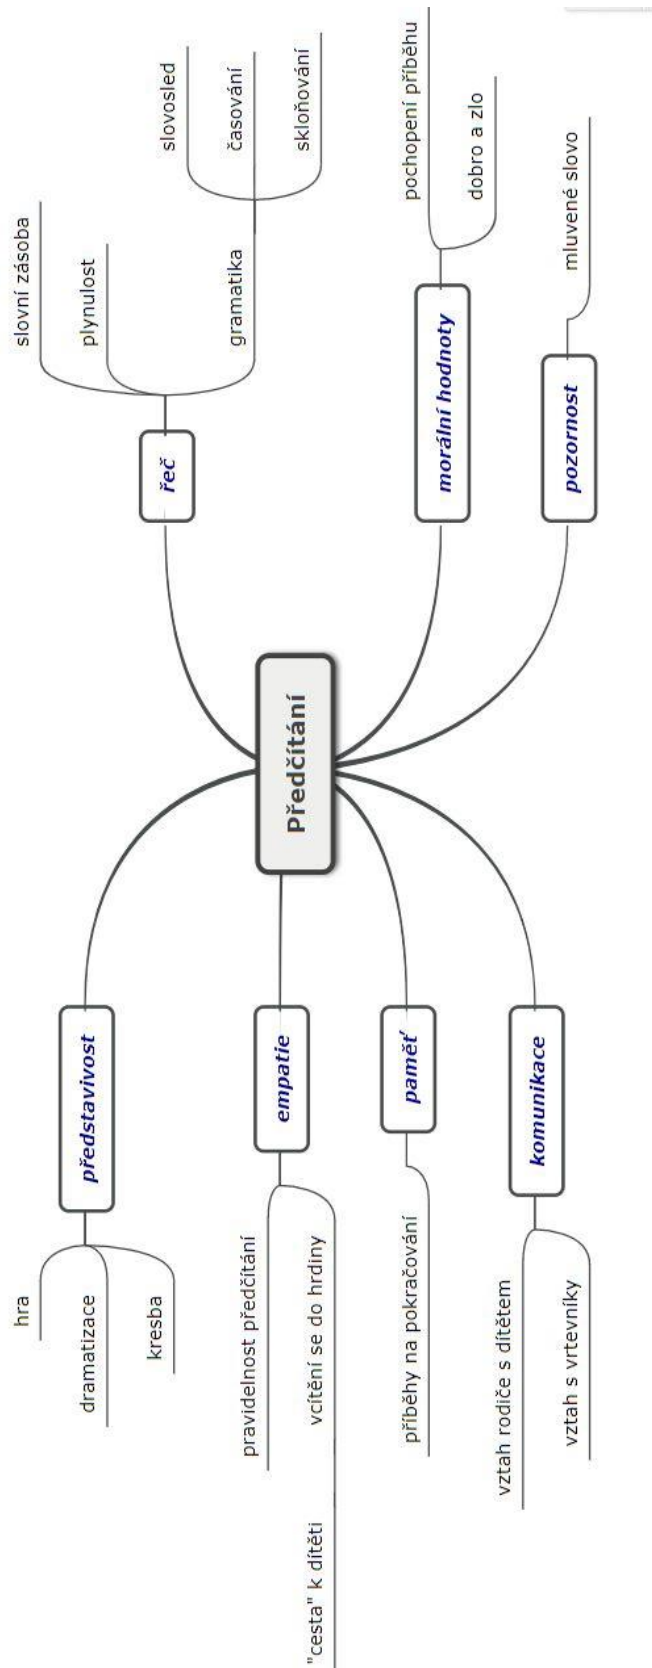 Předčítání
představivost
hra
dramatizace
kresba
empatie
pravidelnost předčítání
vcítění se do hrdiny
"cesta" k dítěti
paměť
příběhy na pokračování
komunikace
vztah rodiče s dítětem
vztah s vrtevníky
řeč
slovní zásoba
plynulost
gramatika
slovosled
časování
skloňování
morální hodnoty
pochopení příběhu
dobro a zlo
pozornost
mluvené slovo